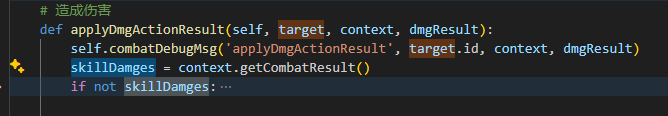 # 造成伤害
def applyDmgActionResult(self, target, context, dmgResult):
self.combatDebugMsg('applyDmgActionResult', target.id, context, dmgResult)
skillDamges = context.getCombatResult()
if not skillDamges:…